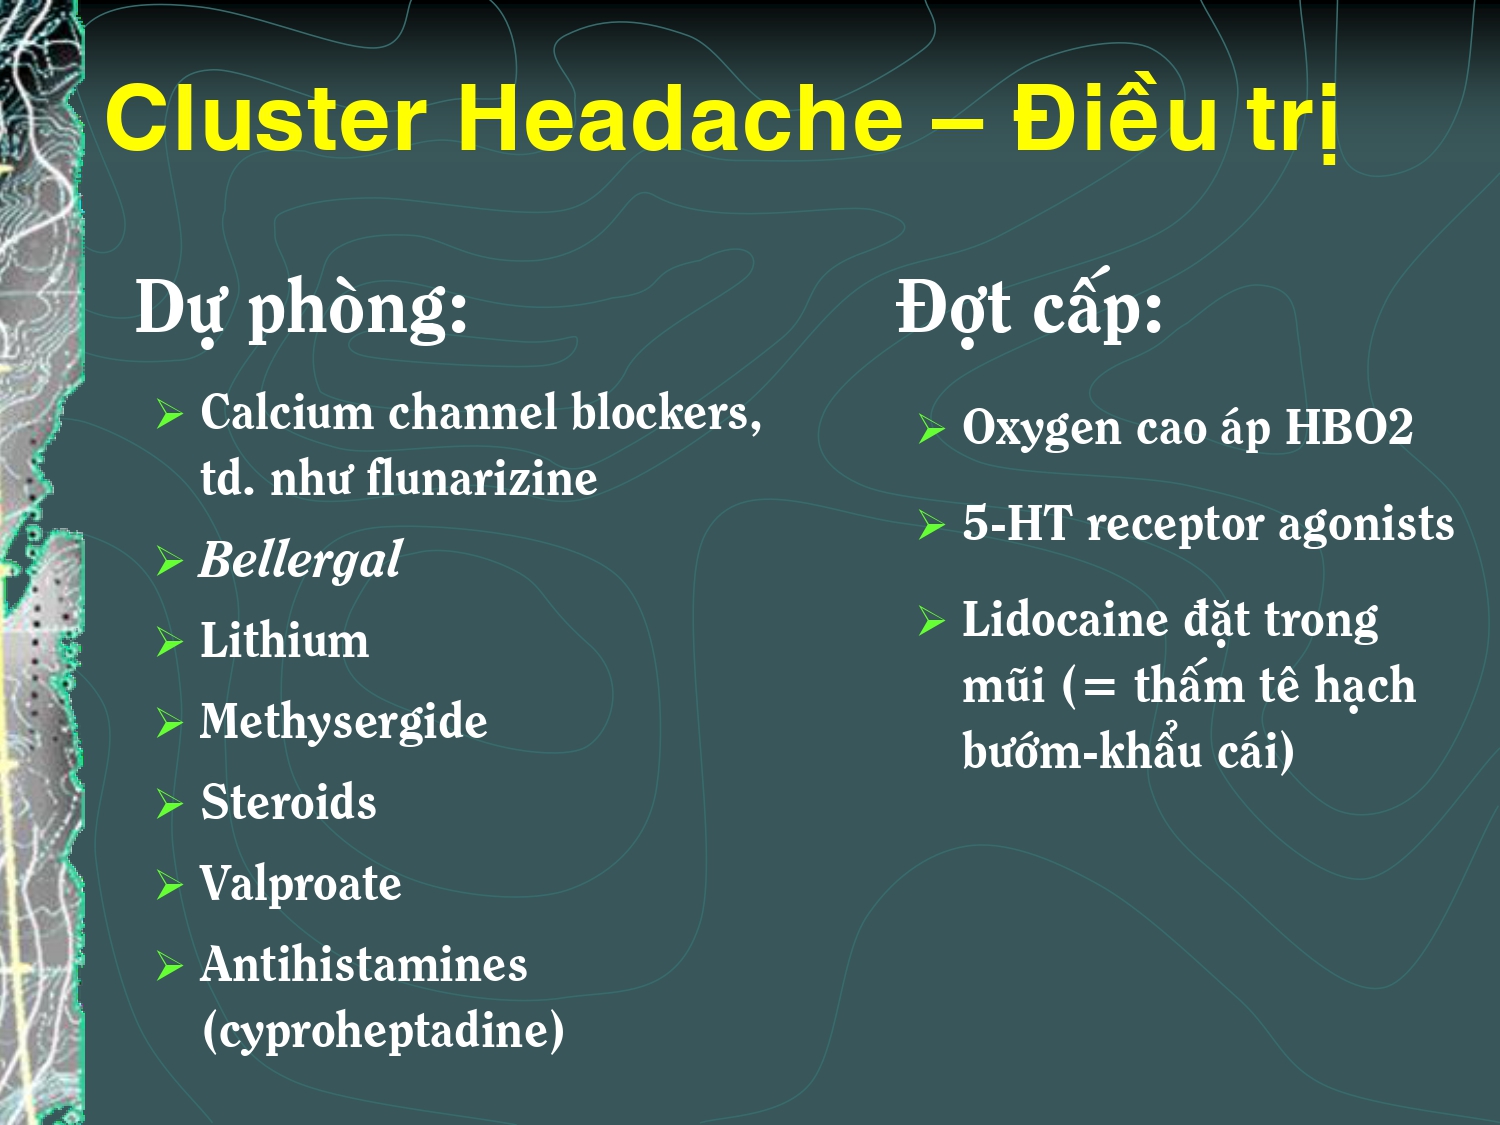 Cluster Headache – Điều trị
Dự phòng:
Calcium channel blockers,
td. như flunarizine
Bellergal
Lithium
Methysergide
Steroids
Valproate
Antihistamines
(cyproheptadine)
Đợt cấp:
Oxygen cao áp HBO2
5-HT receptor agonists
Lidocaine đặt trong
mũi (= thấm tê hạch
bướm-khẩu cái)